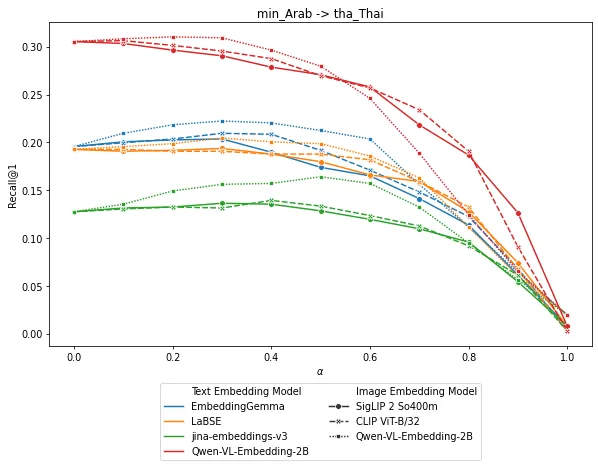 min_Arab -> tha_Thai
Recall@1
0.30
0.25
0.20
0.15
0.10
0.05
0.00
0.0 0.2 0.4 0.6 0.8 1.0
α
Text Embedding Model Image Embedding Model
EmbeddingGemma SigLIP 2 So400m
LaBSE CLIP ViT-B/32
jina-embeddings-v3 Qwen-VL-Embedding-2B
Qwen-VL-Embedding-2B